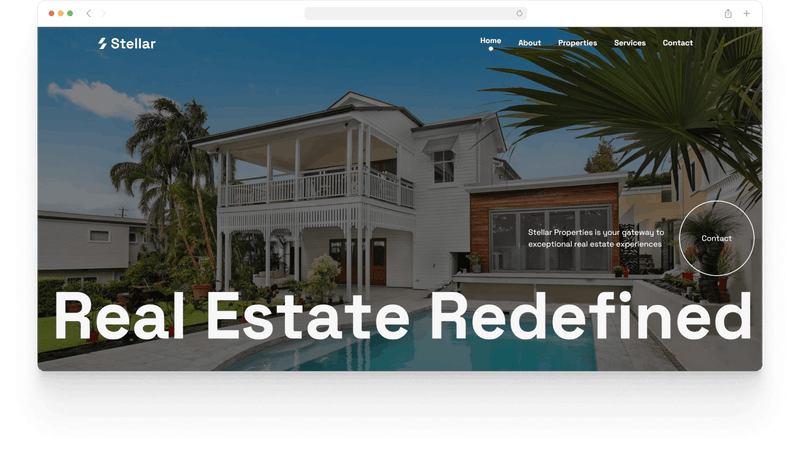 Stellar
Home About Properties Services Contact
Stellar Properties is your gateway to
exceptional real estate experiences
Contact
Real Estate Redefined